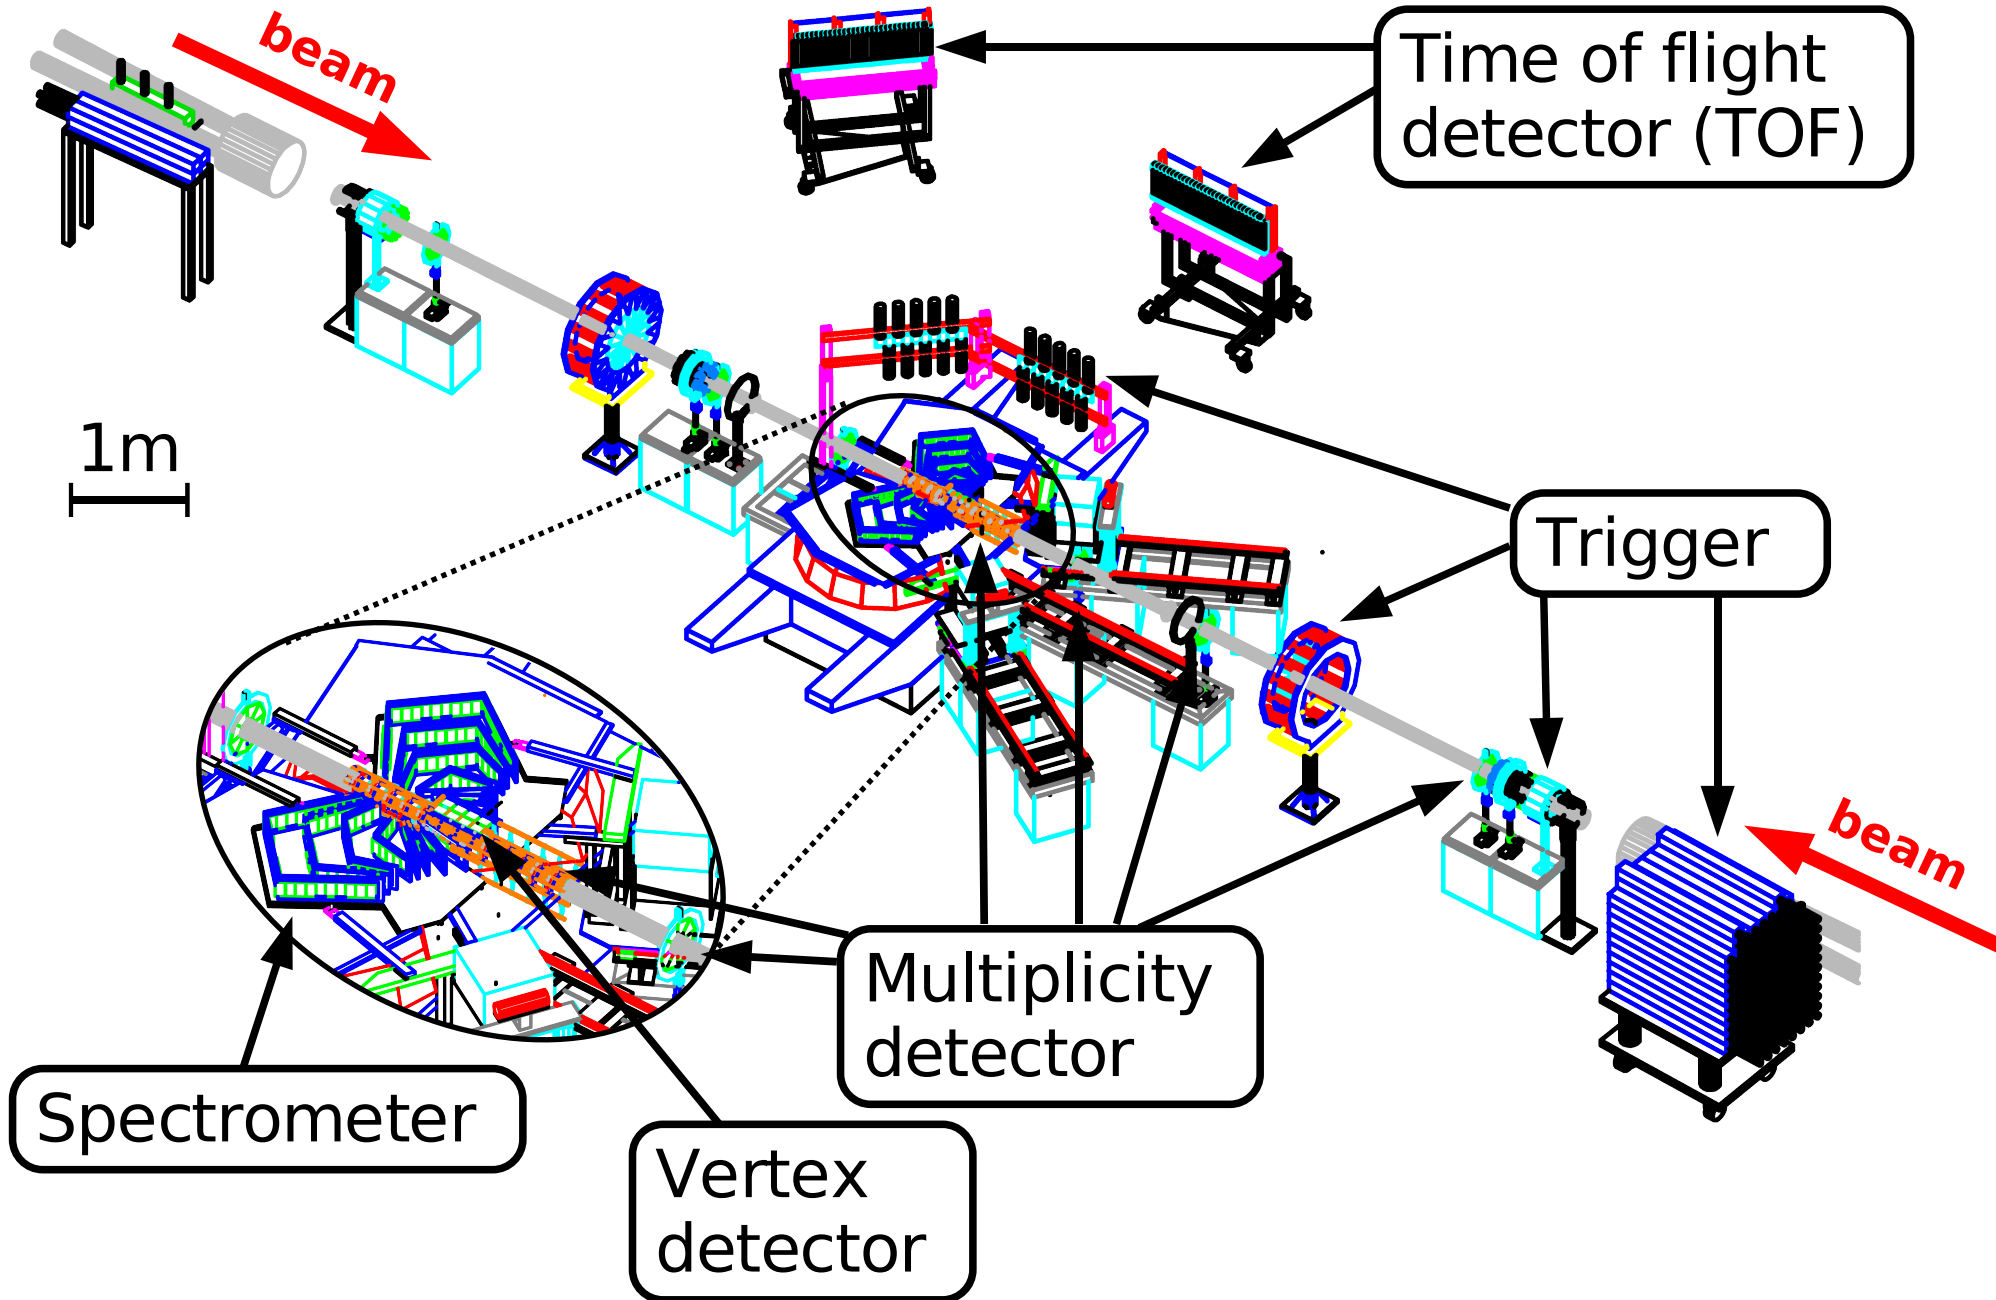 beam
Time of flight
detector (TOF)
1m
Trigger
beam
Multiplicity
detector
Spectrometer
Vertex
detector